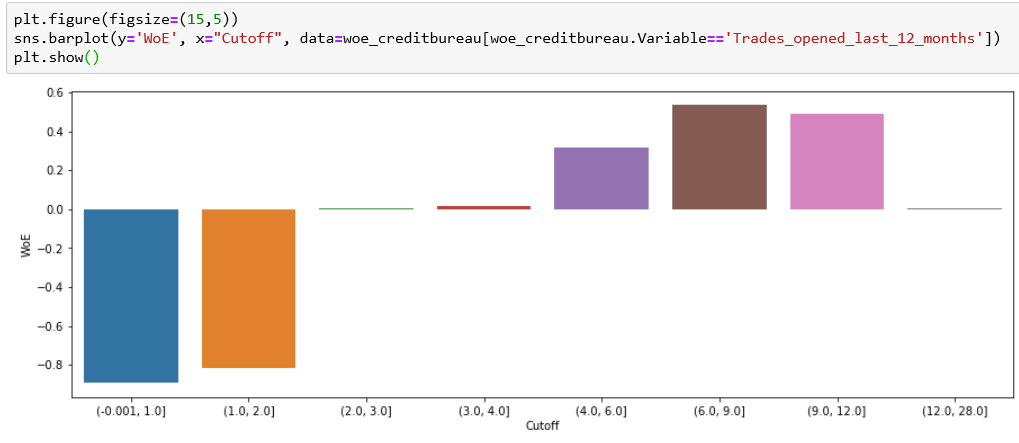 plt.figure(figsize=(15,5))
sns.barplot(y='WoE', x="Cutoff", data=woe_creditbureau[woe_creditbureau.Variable=='Trades_opened_last_12_months'])
plt.show()
0.6
0.4
0.2
0.0
−0.2
−0.4
−0.6
−0.8
WoE
(-0.001, 1.0] (1.0, 2.0] (2.0, 3.0] (3.0, 4.0] (4.0, 6.0] (6.0, 9.0] (9.0, 12.0] (12.0, 28.0]
Cutoff